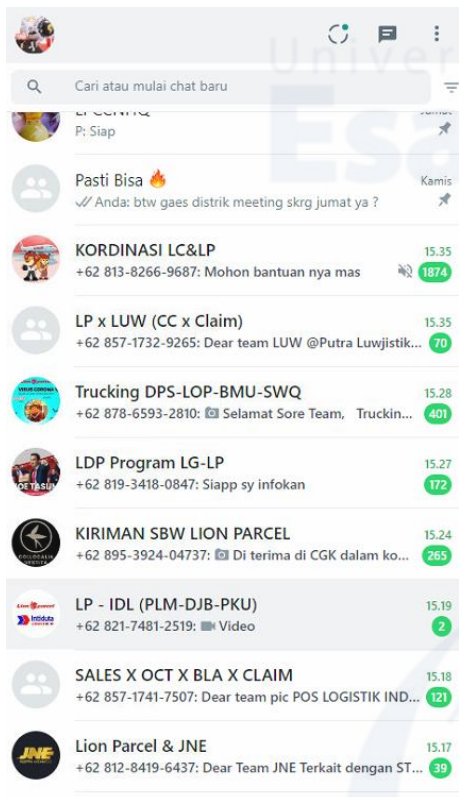 Univer
Esa
Cari atau mulai chat baru
LP CCNHQ
Jumat
P: Siap
Pasti Bisa 🔥
Kamis
Anda: btw gaes distrik meeting skrg jumat ya ?
KORDINASI LC&LP
15.35
+62 813-8266-9687: Mohon bantuan nya mas
1874
LP x LUW (CC x Claim)
15.35
+62 857-1732-9265: Dear team LUW @Putra Luwjistik...
70
Trucking DPS-LOP-BMU-SWQ
15.28
+62 878-6593-2810: Selamat Sore Team, Truckin...
401
LDP Program LG-LP
15.27
+62 819-3418-0847: Siapp sy infokan
172
KIRIMAN SBW LION PARCEL
15.24
+62 895-3924-04737: Di terima di CGK dalam ko...
265
LP - IDL (PLM-DJB-PKU)
15.19
+62 821-7481-2519: Video
2
SALES X OCT X BLA X CLAIM
15.18
+62 857-1741-7507: Dear team pic POS LOGISTIK IND...
121
JNE
Lion Parcel & JNE
15.17
+62 812-8419-6437: Dear Team JNE Terkait dengan ST...
39